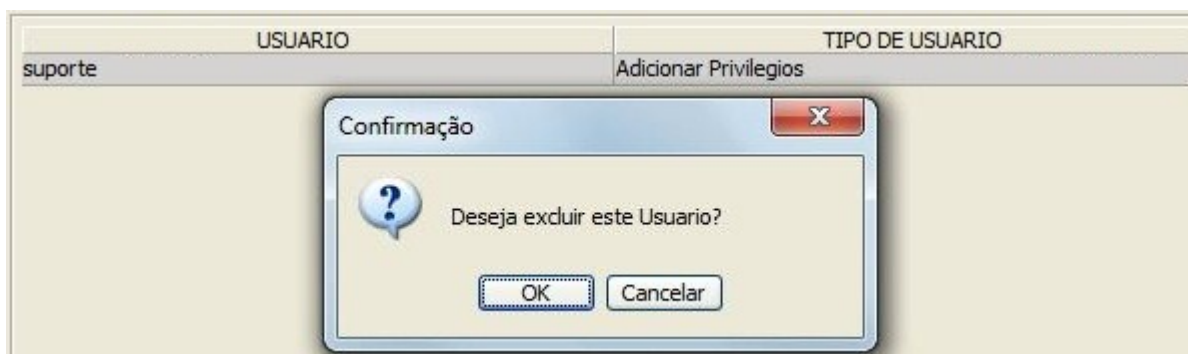 USUARIO TIPO DE USUARIO
suporte Adicionar Privilegios
Confirmação
Deseja excluir este Usuario?
OK Cancelar